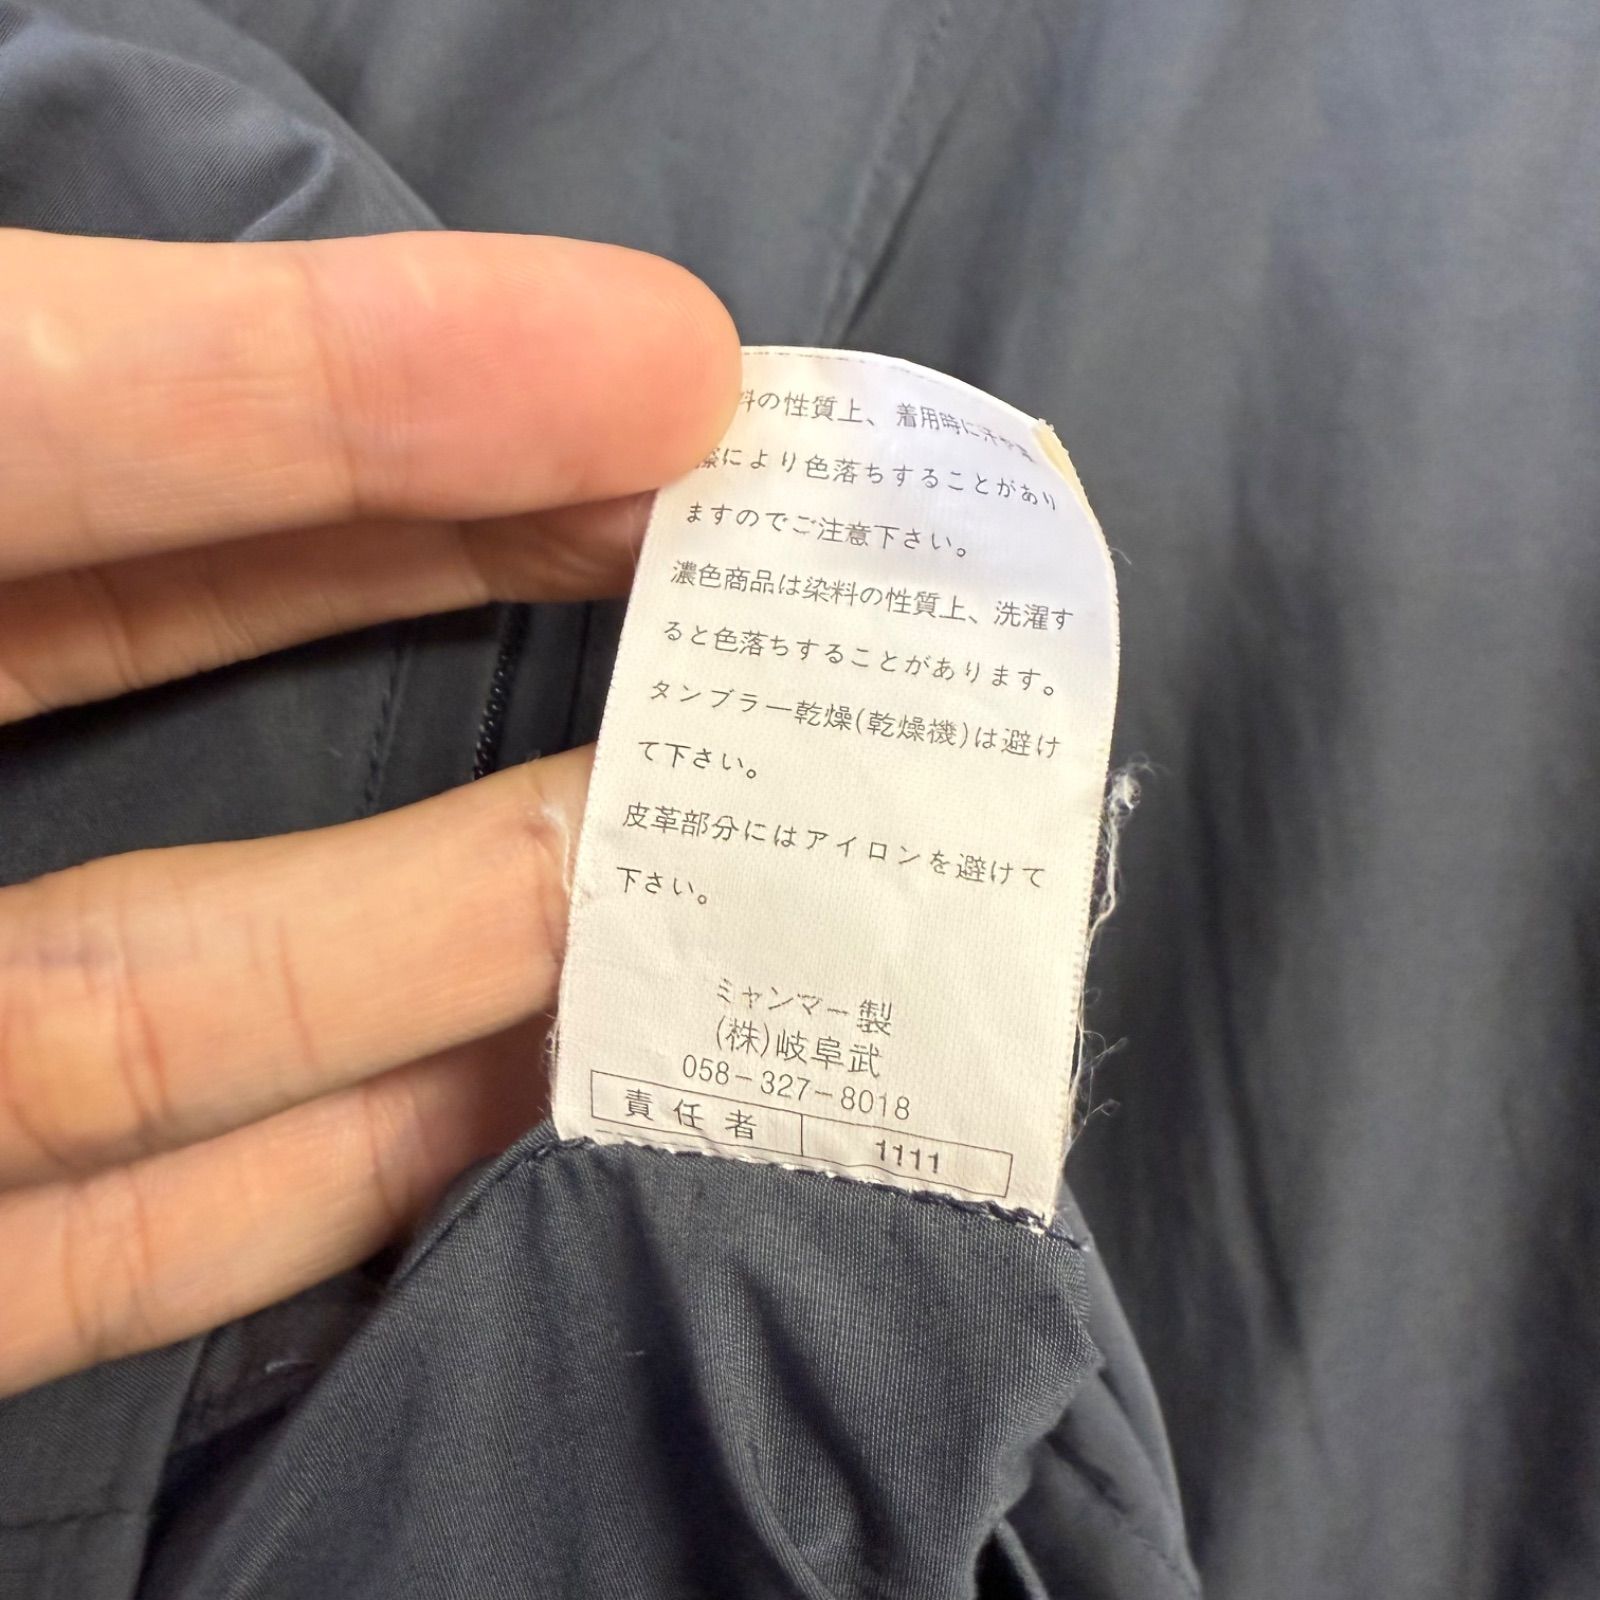 料の性質上、着用時に汗や
擦により色落ちすることがあり
ますのでご注意下さい。
濃色商品は染料の性質上、洗濯す
ると色落ちすることがあります。
タンブラー乾燥(乾燥機)は避け
て下さい。
皮革部分にはアイロンを避けて
下さい。
ミャンマー製
(株)岐阜武
058-327-8018
責任者 1111